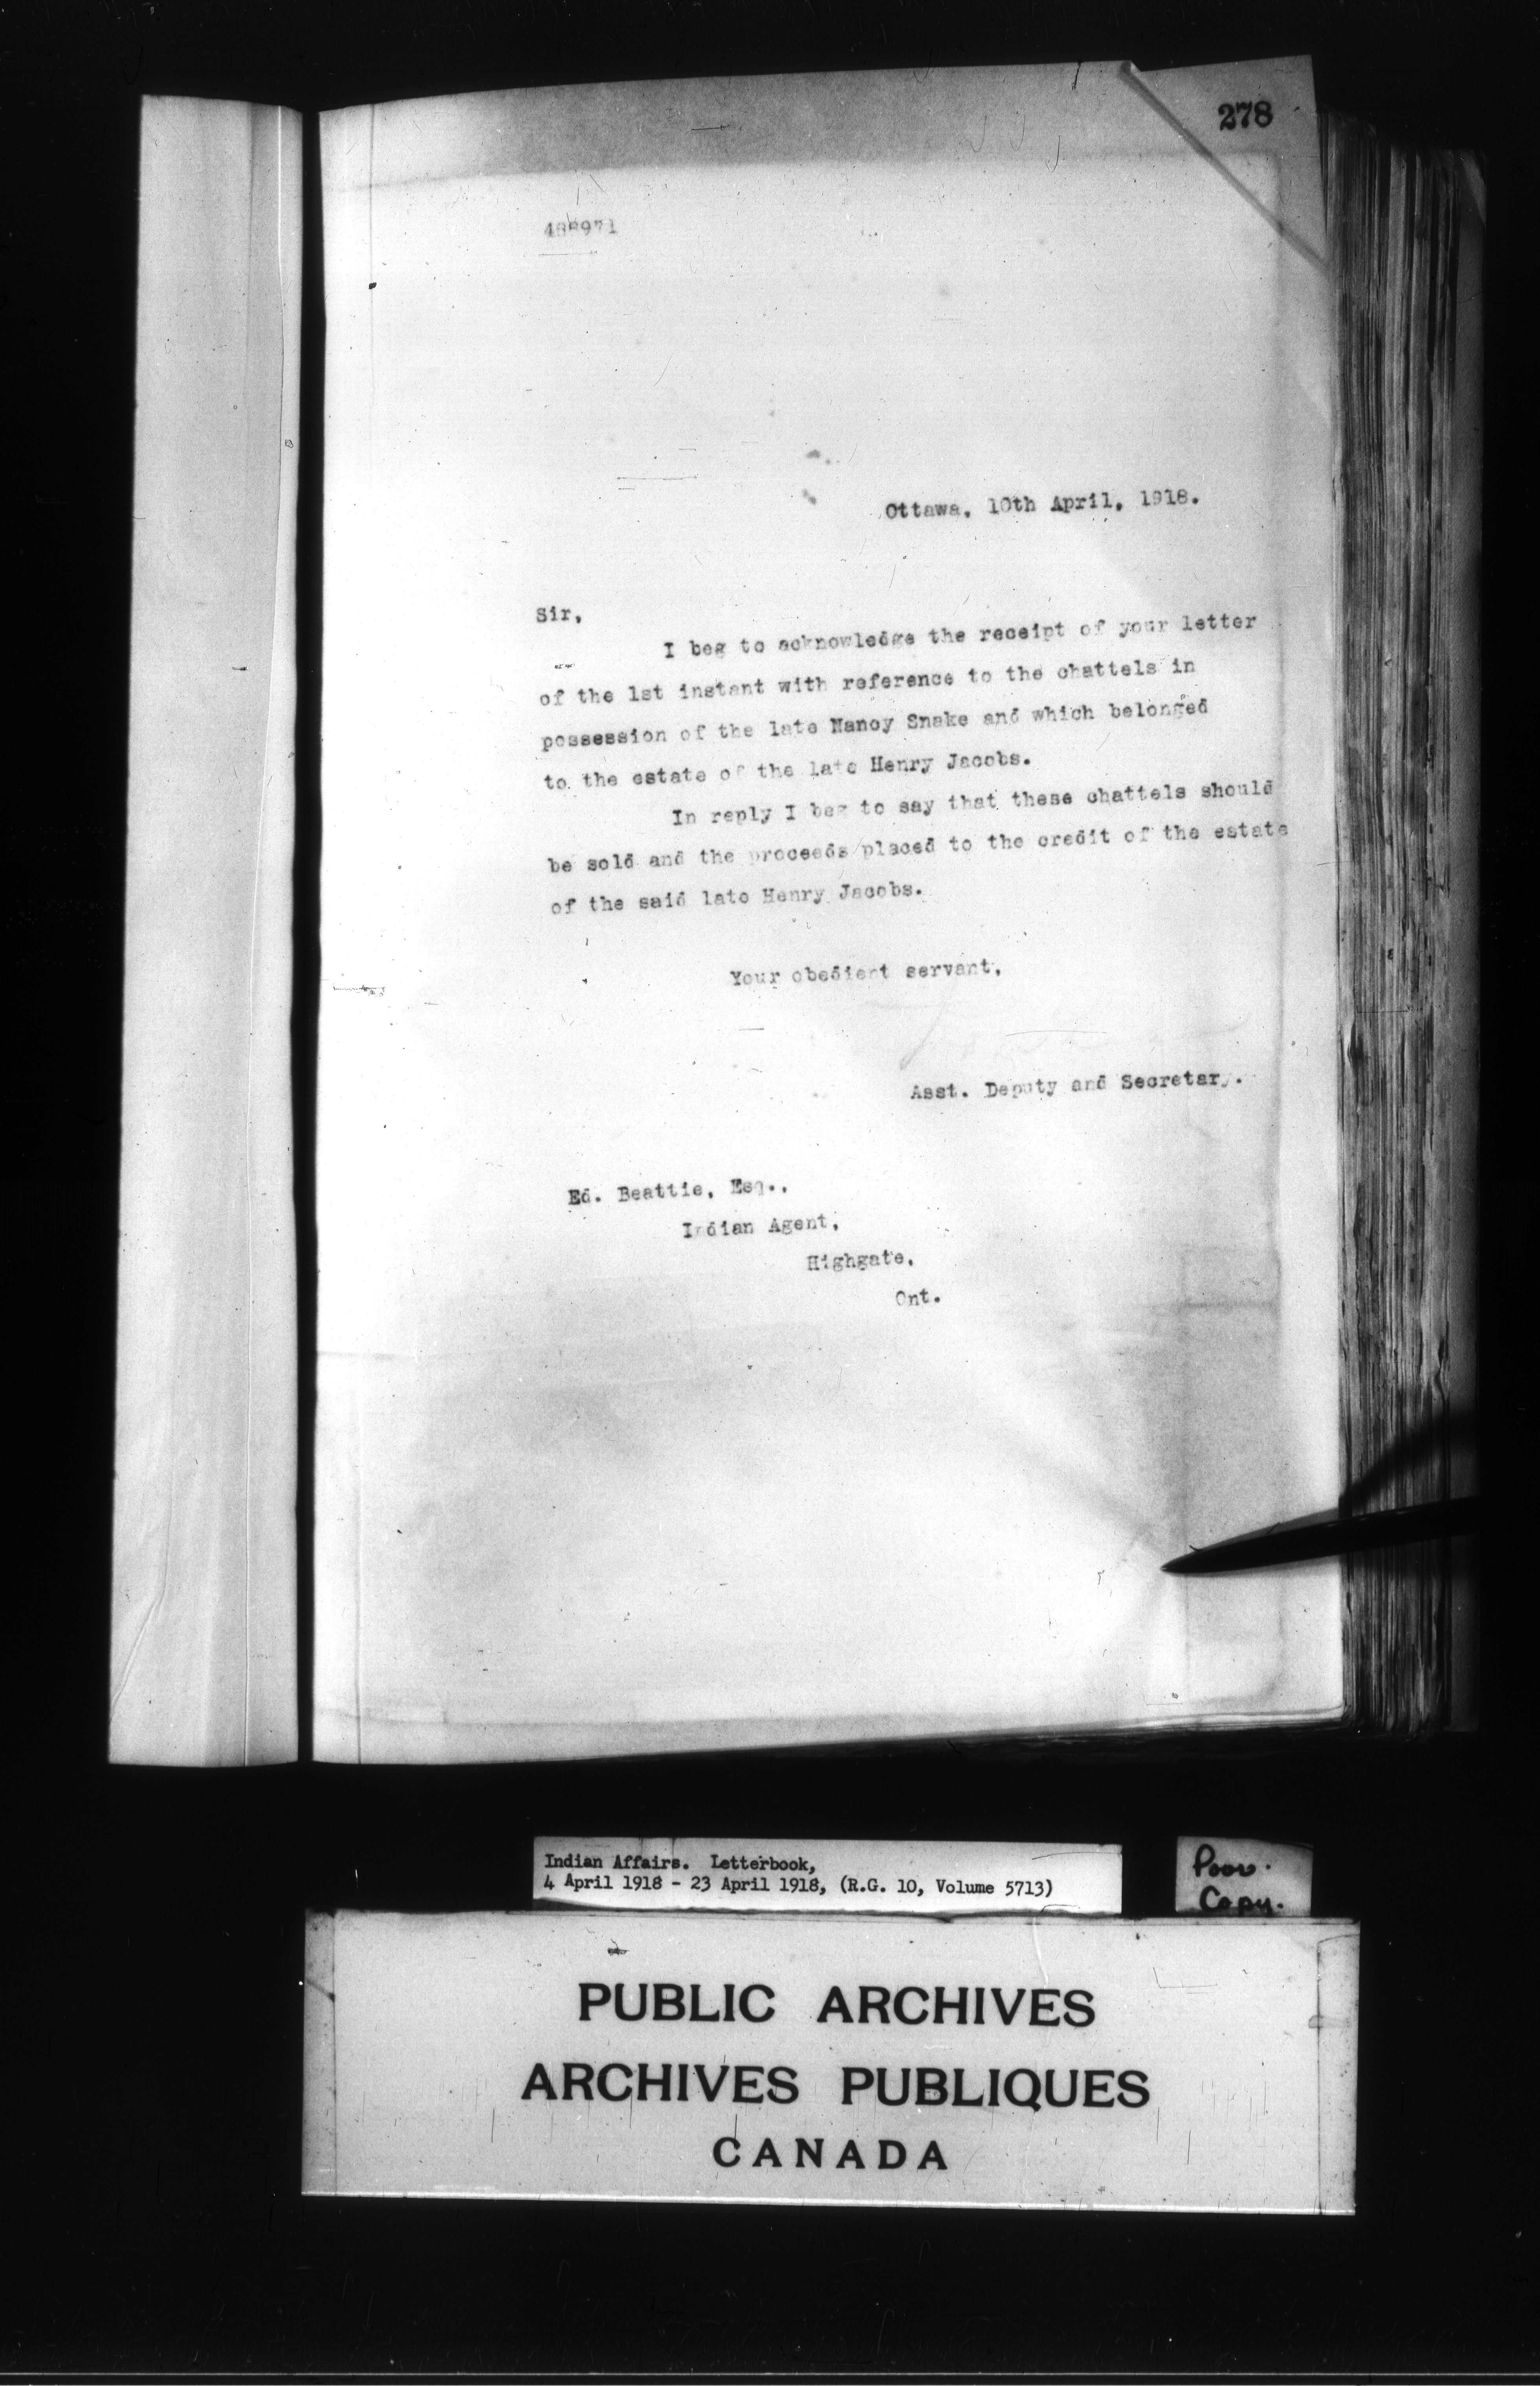 278
Ottawa, 10th April, 1918.
Sir,
I beg to acknowledge the receipt of your letter
of the 1st instant with reference to the chattels in
possession of the late Nancy Snake and which belonged
to the estate of the late Henry Jacobs.
In reply I beg to say that these chattels should
be sold and the proceeds placed to the credit of the estate
of the said late Henry Jacobs.
Your obedient servant,
Asst. Deputy and Secretary.
Ed. Beattie, Esq.,
Indian Agent,
Highgate,
Ont.
Indian Affairs. Letterbook,
4 April 1918 - 23 April 1918, (R.G. 10, Volume 5713)
Poor
Copy.
PUBLIC ARCHIVES
ARCHIVES PUBLIQUES
CANADA